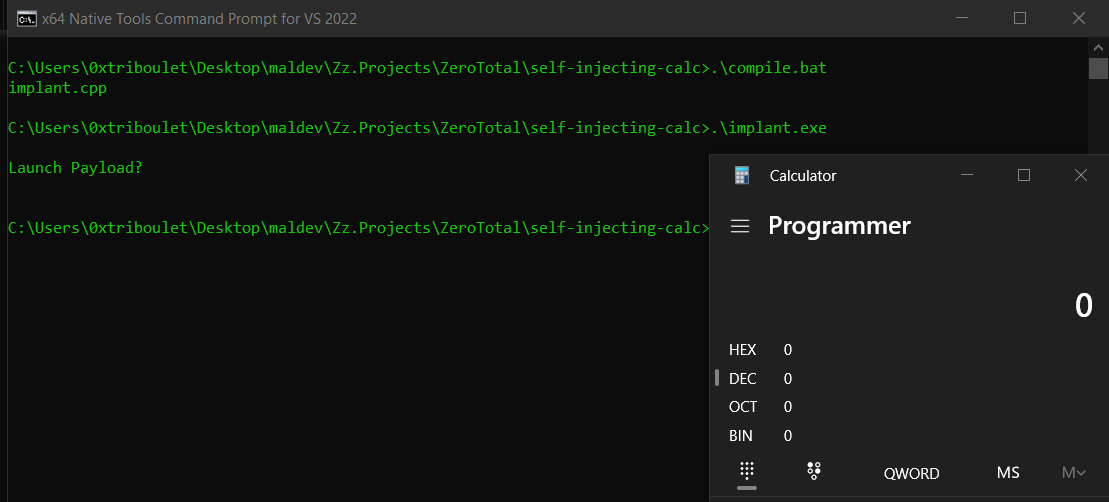 x64 Native Tools Command Prompt for VS 2022
C:\Users\0xtriboulet\Desktop\maldev\Zz.Projects\ZeroTotal\self-injecting-calc>.\compile.bat
implant.cpp
C:\Users\0xtriboulet\Desktop\maldev\Zz.Projects\ZeroTotal\self-injecting-calc>.\implant.exe
Launch Payload?
C:\Users\0xtriboulet\Desktop\maldev\Zz.Projects\ZeroTotal\self-injecting-calc>
Calculator
Programmer
0
HEX 0
DEC 0
OCT 0
BIN 0
QWORD MS M